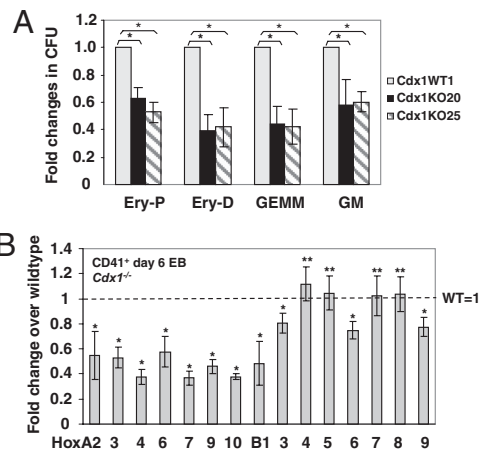 A
Fold changes in CFU
1.2
1.0
0.8
0.6
0.4
0.2
0
* * * *
* * * *
Ery-P Ery-D GEMM GM
Cdx1WT1
Cdx1KO20
Cdx1KO25
B
Fold change over wildtype
1.4
1.2
1
0.8
0.6
0.4
0.2
0
CD41+ day 6 EB
Cdx1-/-
WT=1
* * * * * * * * * ** ** * ** ** *
HoxA2 3 4 6 7 9 10 B1 3 4 5 6 7 8 9